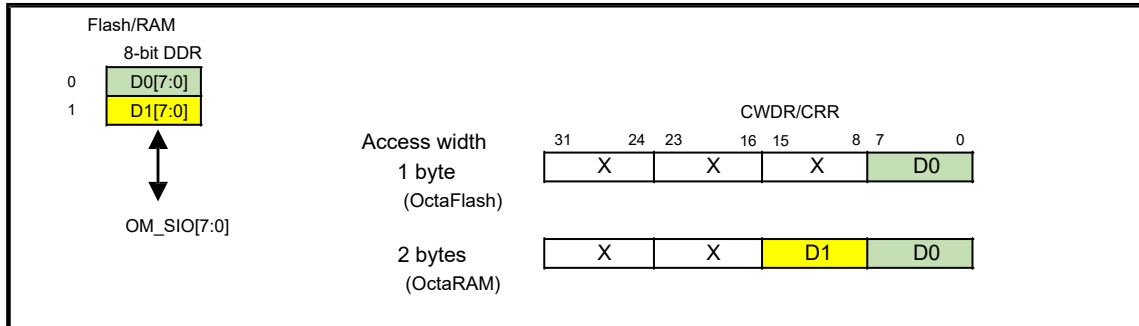 Flash/RAM
8-bit DDR
0 D0[7:0]
1 D1[7:0]
OM_SIO[7:0]
CWDR/CRR
Access width 31 24 23 16 15 8 7 0
1 byte X X X D0
(OctaFlash)
2 bytes X X D1 D0
(OctaRAM)